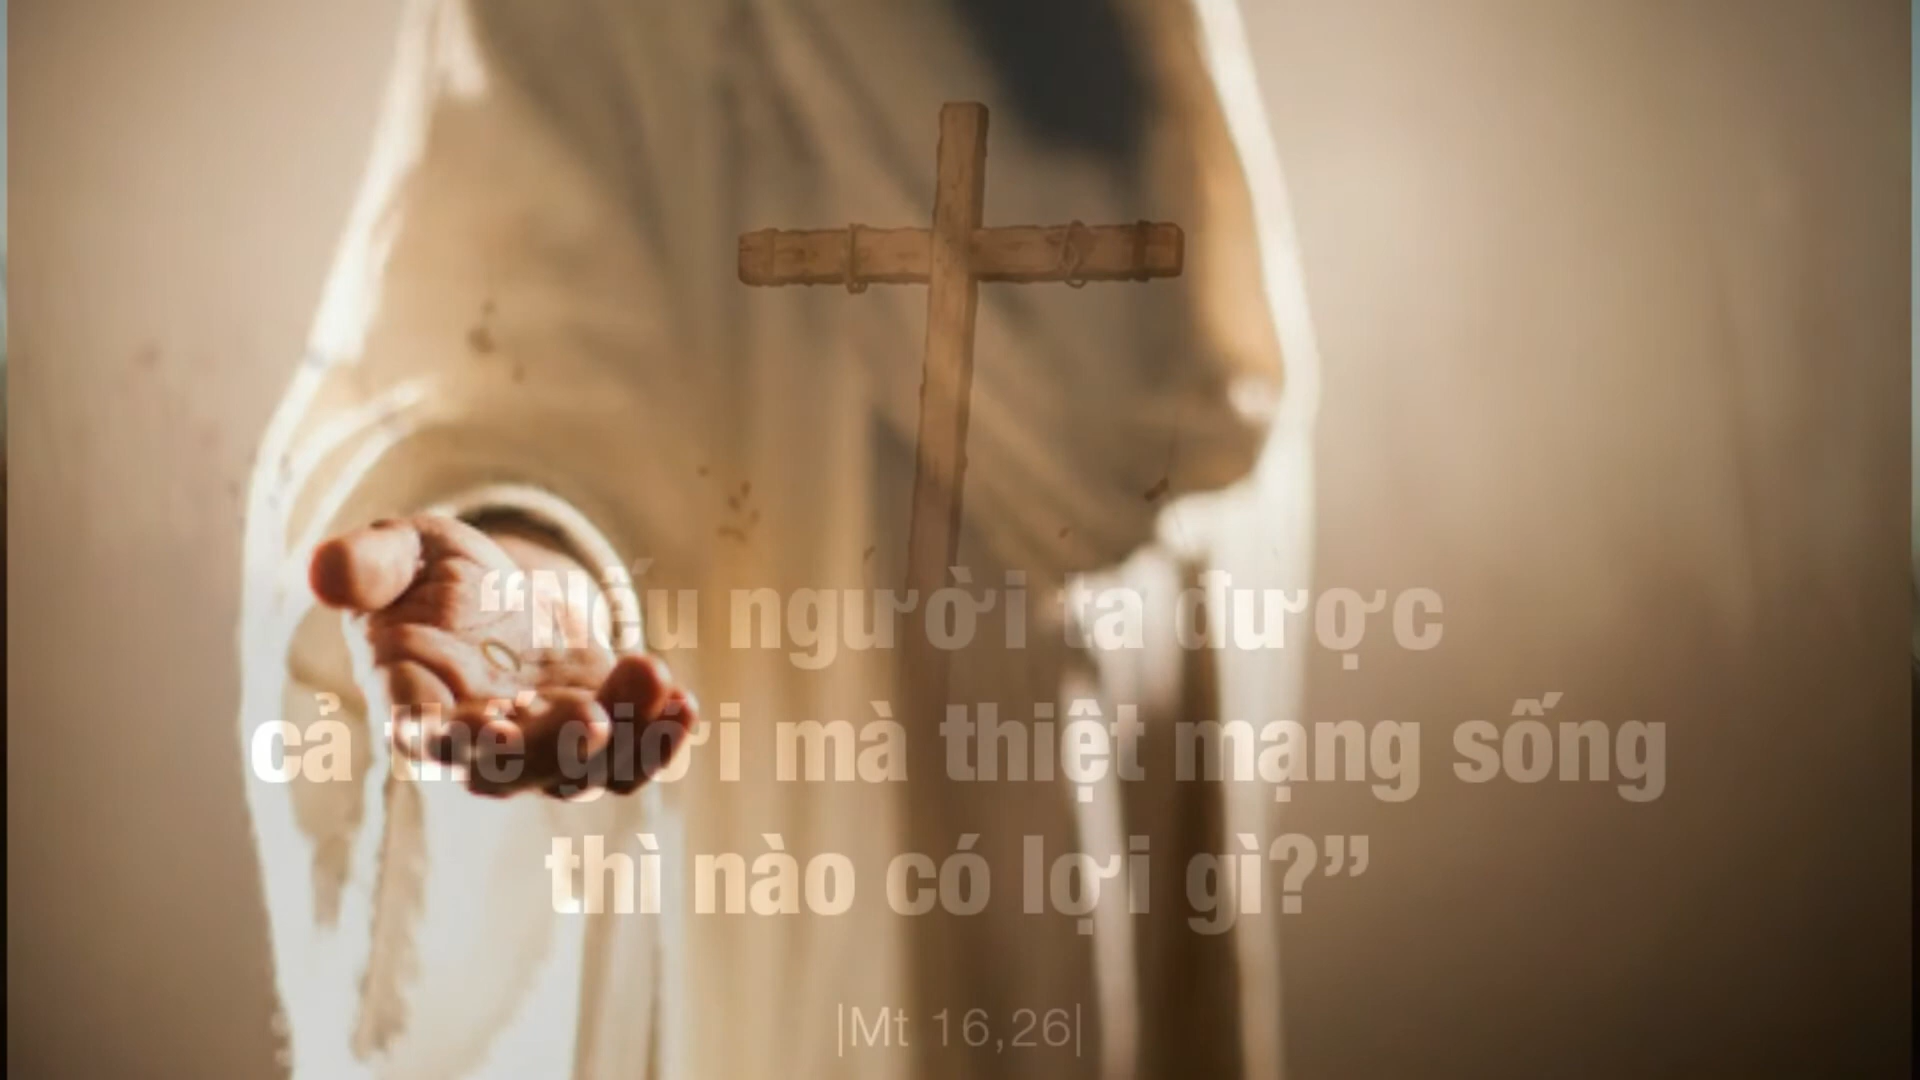 “Nếu người ta được
cả thế giới mà thiệt mạng sống
thì nào có lợi gì?”
|Mt 16,26|